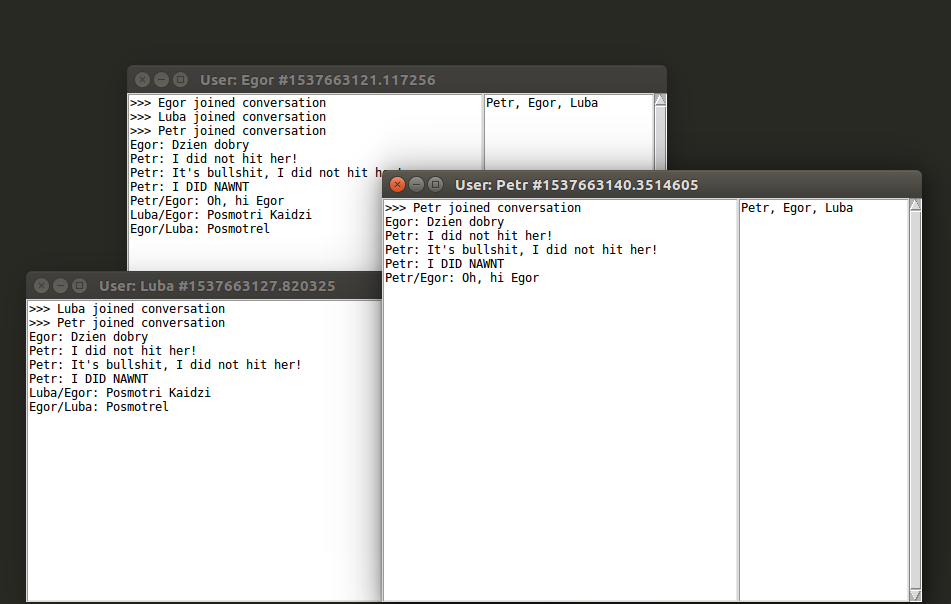 User: Egor #1537663121.117256
>>> Egor joined conversation
>>> Luba joined conversation
>>> Petr joined conversation
Egor: Dzien dobry
Petr: I did not hit her!
Petr: It's bullshit, I did not hit
Petr: I DID NAWNT
Petr/Egor: Oh, hi Egor
Luba/Egor: Posmotri Kaidzi
Egor/Luba: Posmotrel
Petr, Egor, Luba
User: Petr #1537663140.3514605
>>> Petr joined conversation
Egor: Dzien dobry
Petr: I did not hit her!
Petr: It's bullshit, I did not hit her!
Petr: I DID NAWNT
Petr/Egor: Oh, hi Egor
Petr, Egor, Luba
User: Luba #1537663127.820325
>>> Luba joined conversation
>>> Petr joined conversation
Egor: Dzien dobry
Petr: I did not hit her!
Petr: It's bullshit, I did not hit her!
Petr: I DID NAWNT
Luba/Egor: Posmotri Kaidzi
Egor/Luba: Posmotrel